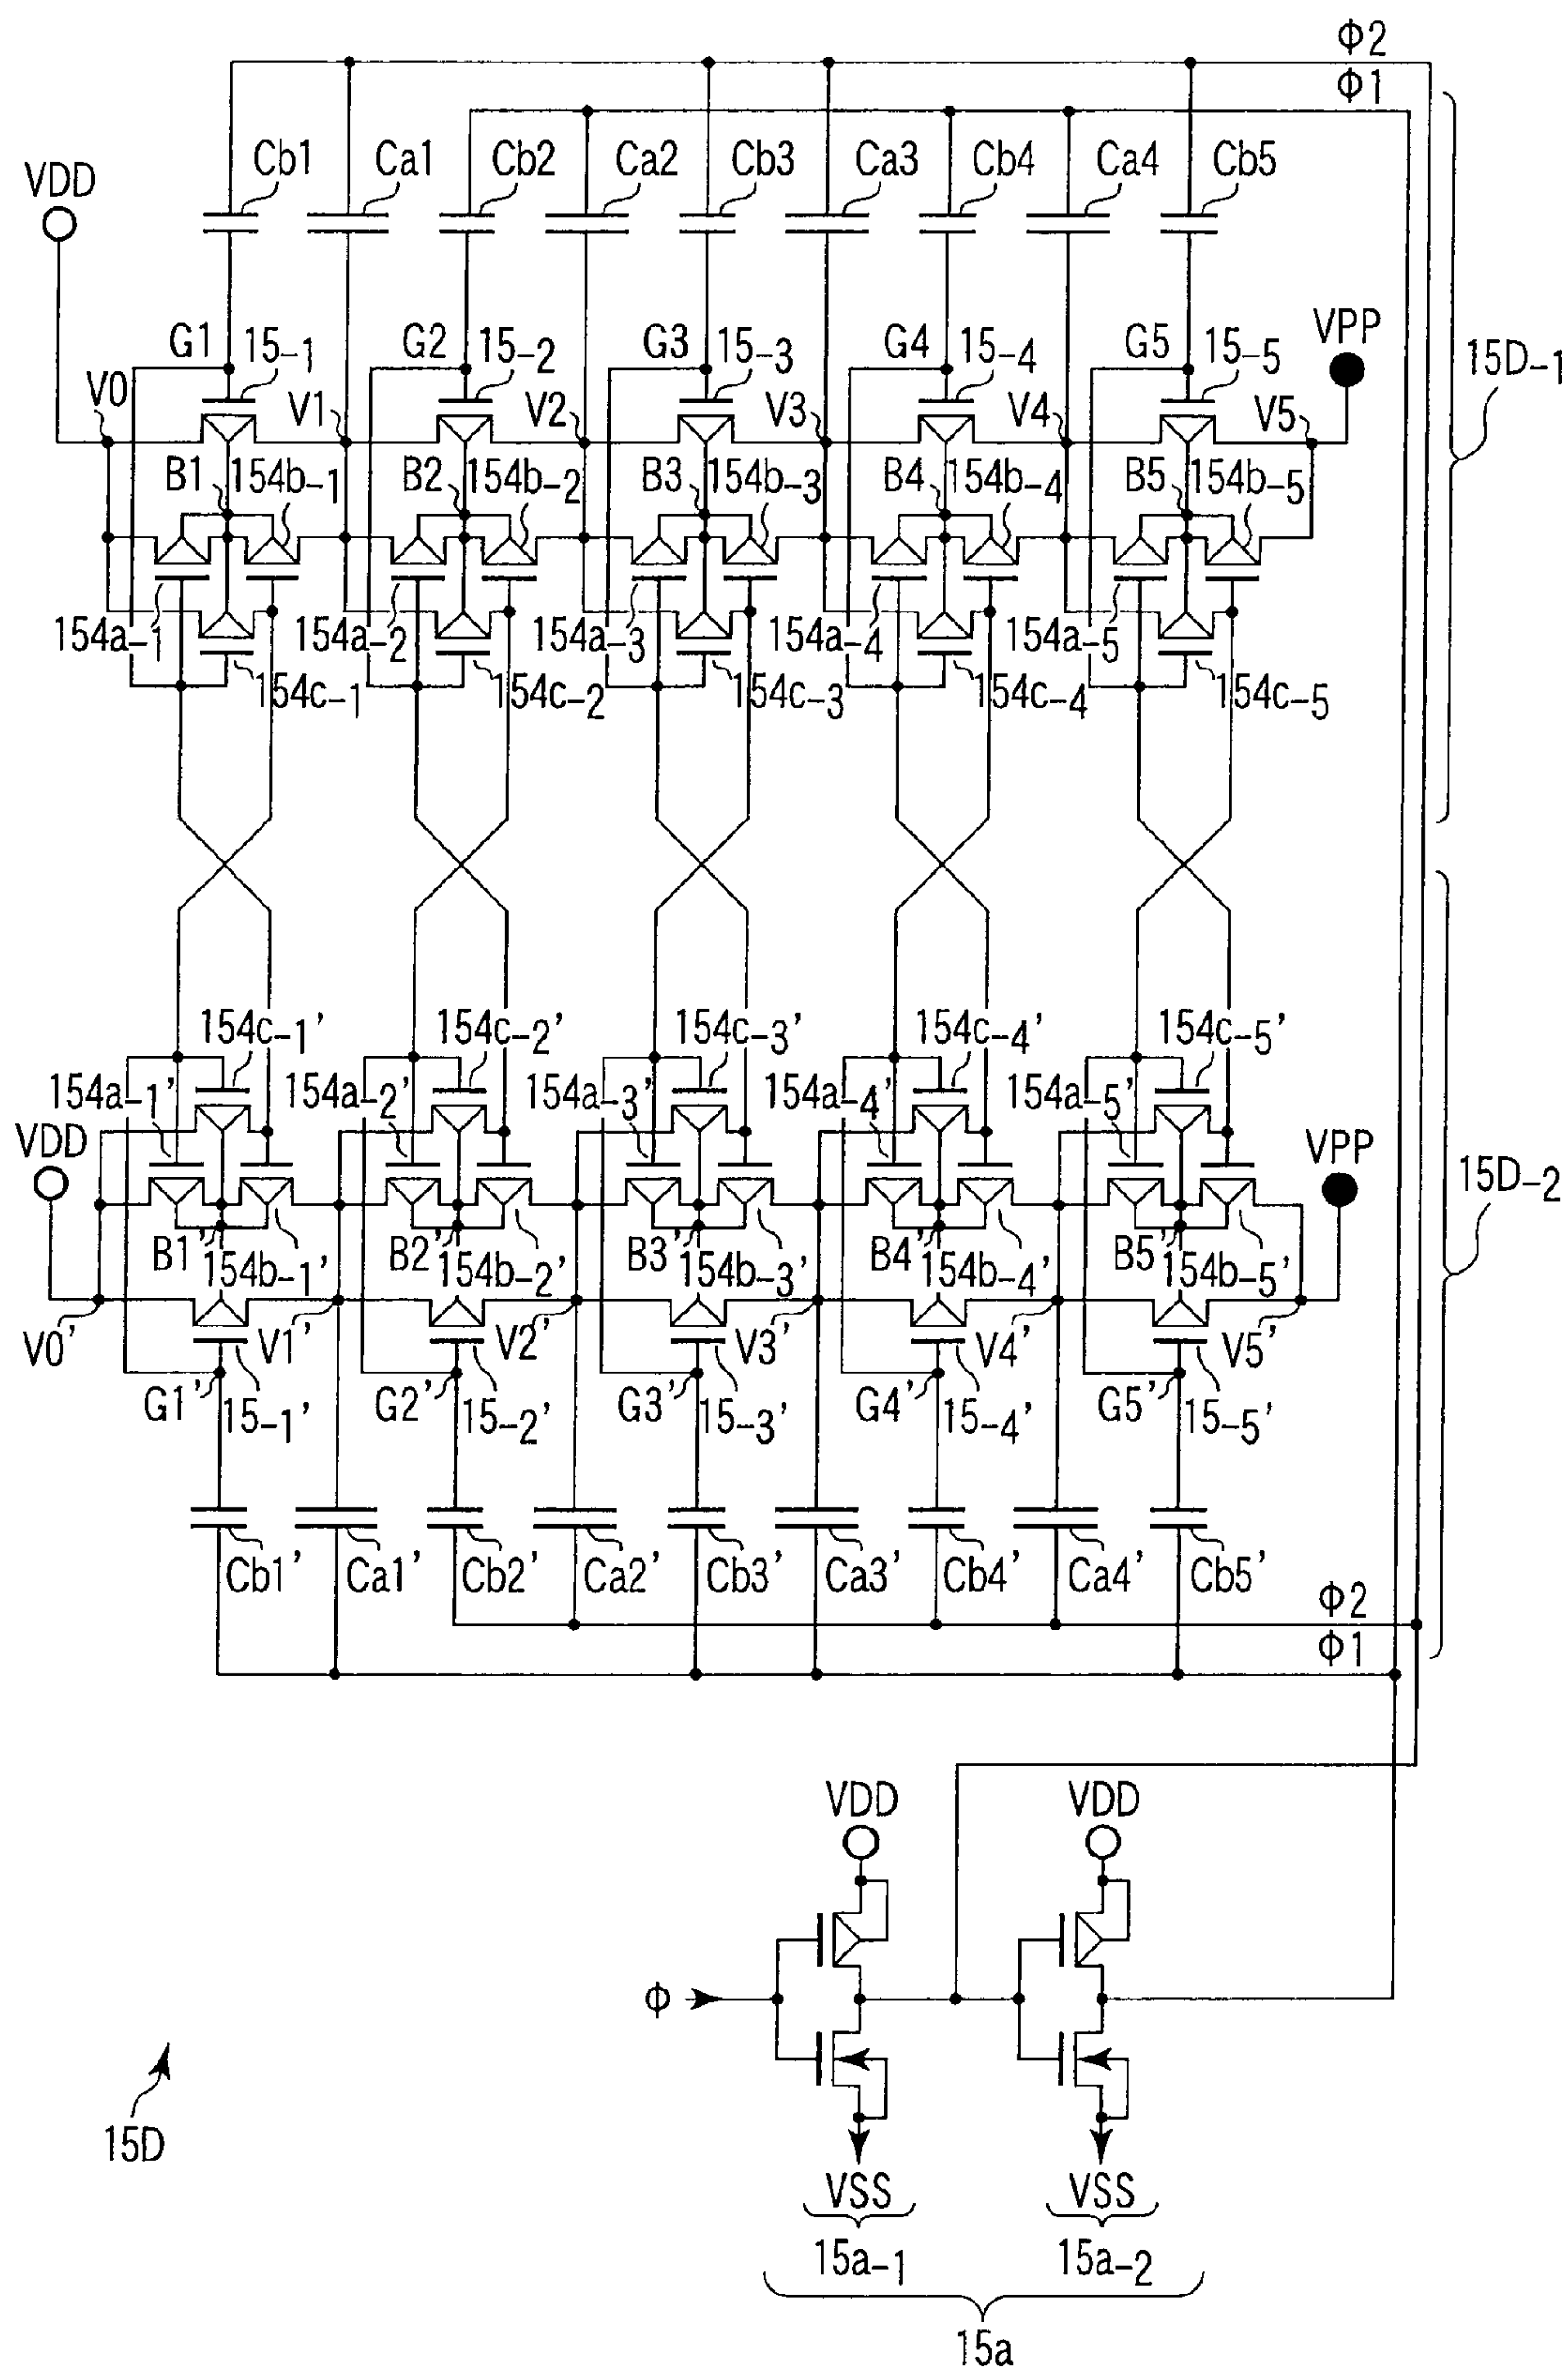 Φ2
Φ1
Cb1 Ca1 Cb2 Ca2 Cb3 Ca3 Cb4 Ca4 Cb5
VDD
G1 15-1 G2 15-2 G3 15-3 G4 15-4 G5 15-5 VPP
15D-1
V0 V1 V2 V3 V4 V5
B1 154b-1 B2 154b-2 B3 154b-3 B4 154b-4 B5 154b-5
154a-1 154a-2 154a-3 154a-4 154a-5
154c-1 154c-2 154c-3 154c-4 154c-5
154c-1' 154c-2' 154c-3' 154c-4' 154c-5'
154a-1' 154a-2' 154a-3' 154a-4' 154a-5'
VDD VPP
15D-2
B1' 154b-1' B2' 154b-2' B3' 154b-3' B4' 154b-4' B5' 154b-5'
V0' V1' V2' V3' V4' V5'
G1' 15-1' G2' 15-2' G3' 15-3' G4' 15-4' G5' 15-5'
Cb1' Ca1' Cb2' Ca2' Cb3' Ca3' Cb4' Ca4' Cb5'
Φ2
Φ1
VDD VDD
Φ
15D
VSS VSS
15a-1 15a-2
15a